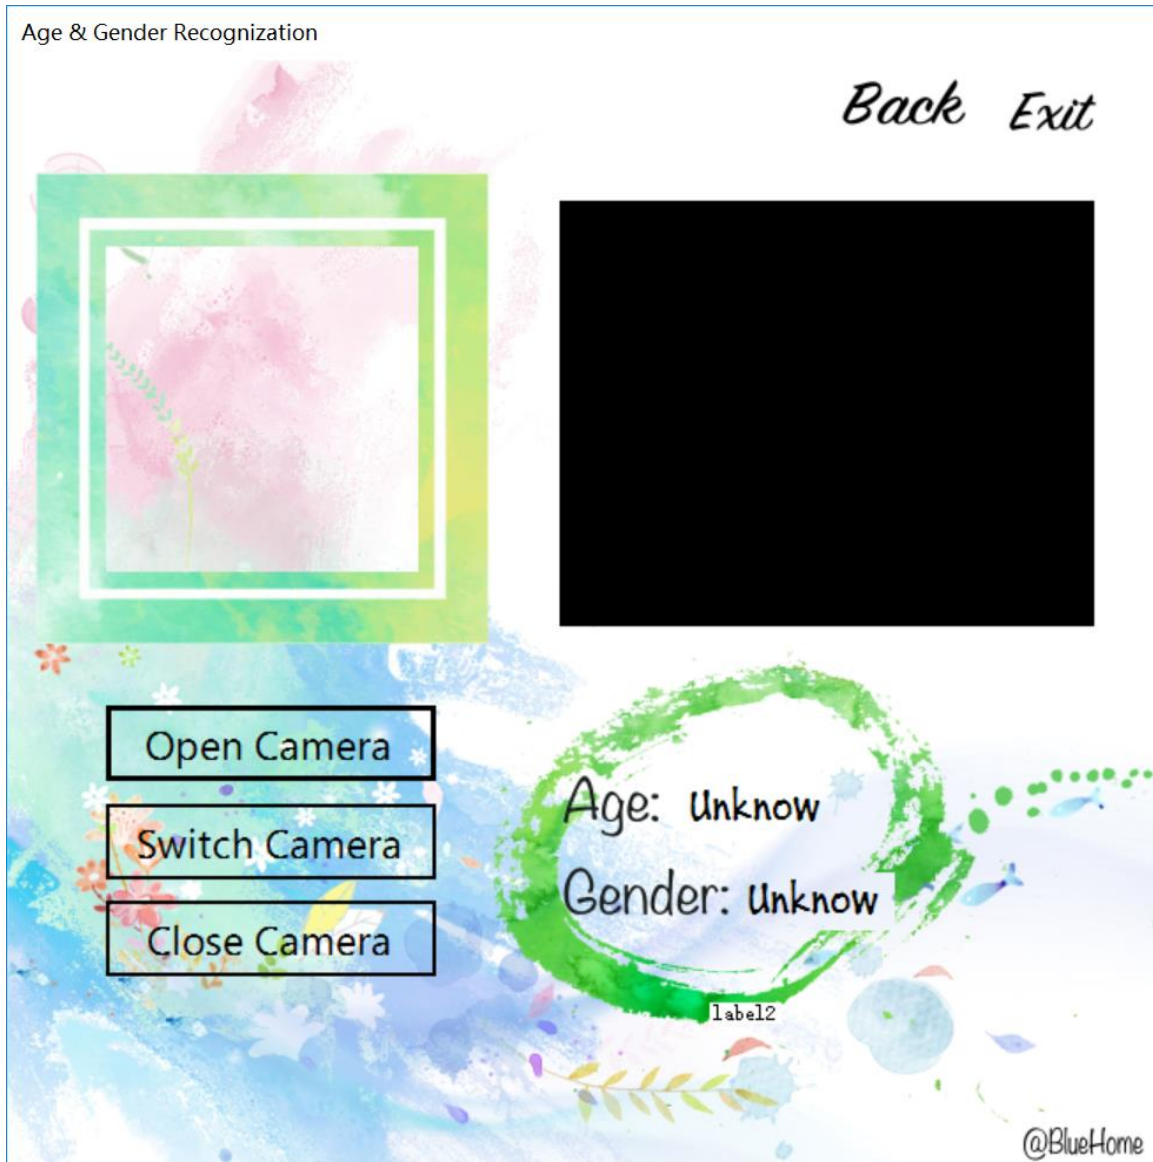 Age & Gender Recognization
Back Exit
Open Camera
Switch Camera
Close Camera
Age: Unknow
Gender: Unknow
label2
@BlueHome